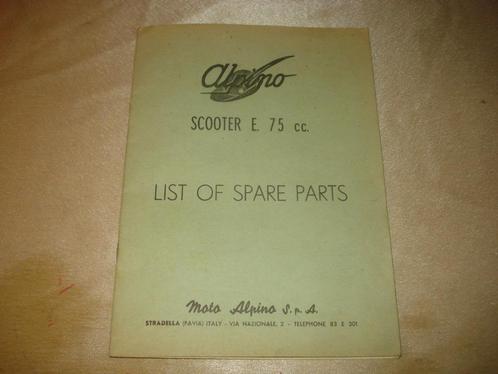 Alpino
SCOOTER E. 75 cc.
LIST OF SPARE PARTS
Moto Alpino S.p.A.
STRADELLA (PAVIA) ITALY - VIA NAZIONALE, 2 - TELEPHONE 83 E 201